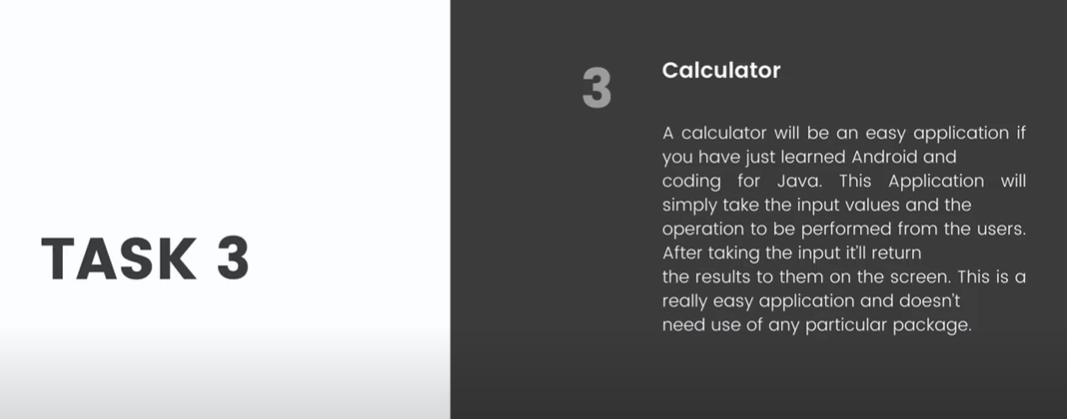 TASK 3
3
Calculator
A calculator will be an easy application if
you have just learned Android and
coding for Java. This Application will
simply take the input values and the
operation to be performed from the users.
After taking the input it'll return
the results to them on the screen. This is a
really easy application and doesn't
need use of any particular package.